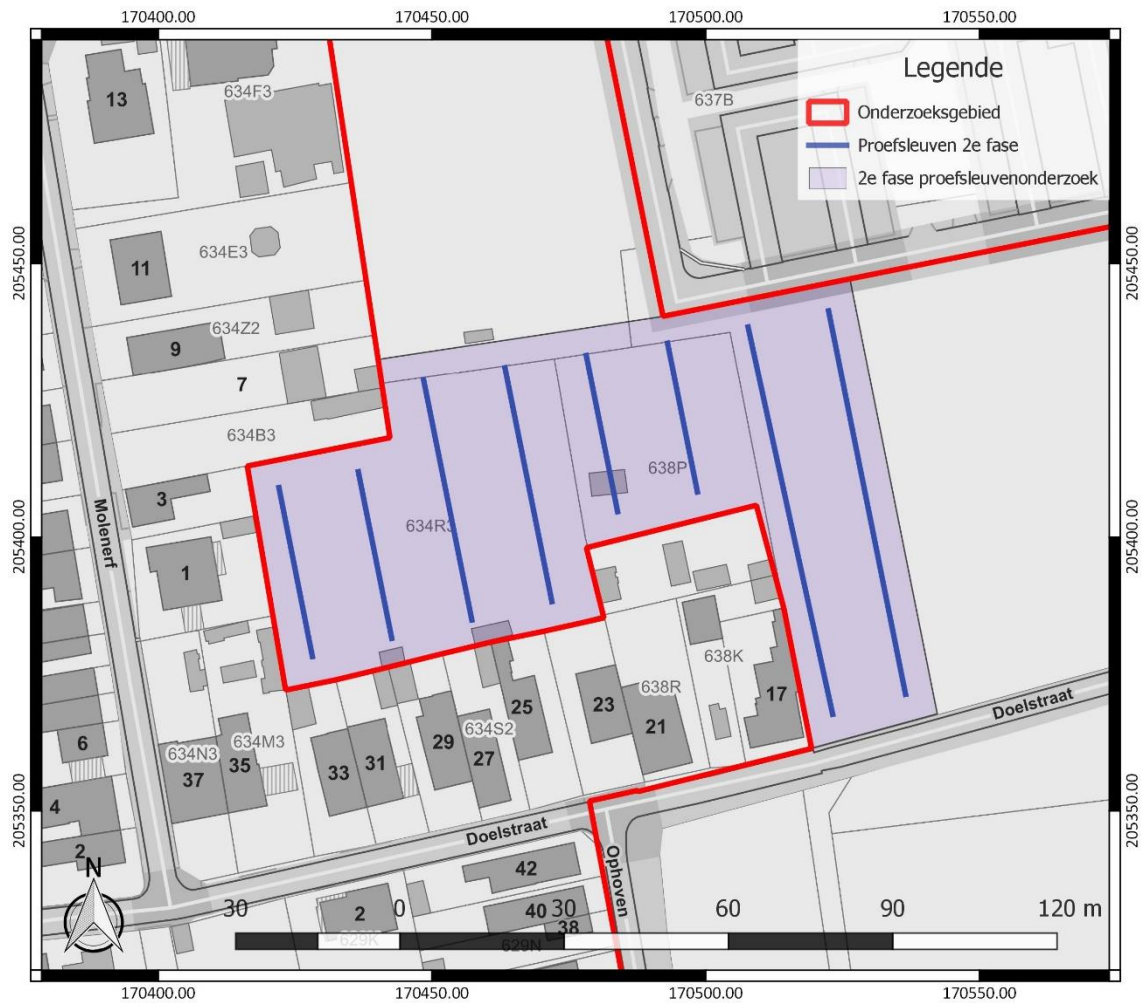 170400.00 170450.00 170500.00 170550.00
Legende
Onderzoeksgebied
Proefsleuven 2e fase
2e fase proefsleuvenonderzoek
13
634F3
637B
205450.00
205450.00
634E3
11
634Z2
9
7
634B3
3
638P
634R3
Molenerf
205400.00
205400.00
1
638K
17
25
23
638R
21
Doelstraat
6
634N3
634M3
634S2
29
27
37
35
33
31
4
205350.00
205350.00
2
Doelstraat
42
Ophoven
N
2
40
38
629K
629N
30 0 30 60 90 120 m
170400.00 170450.00 170500.00 170550.00